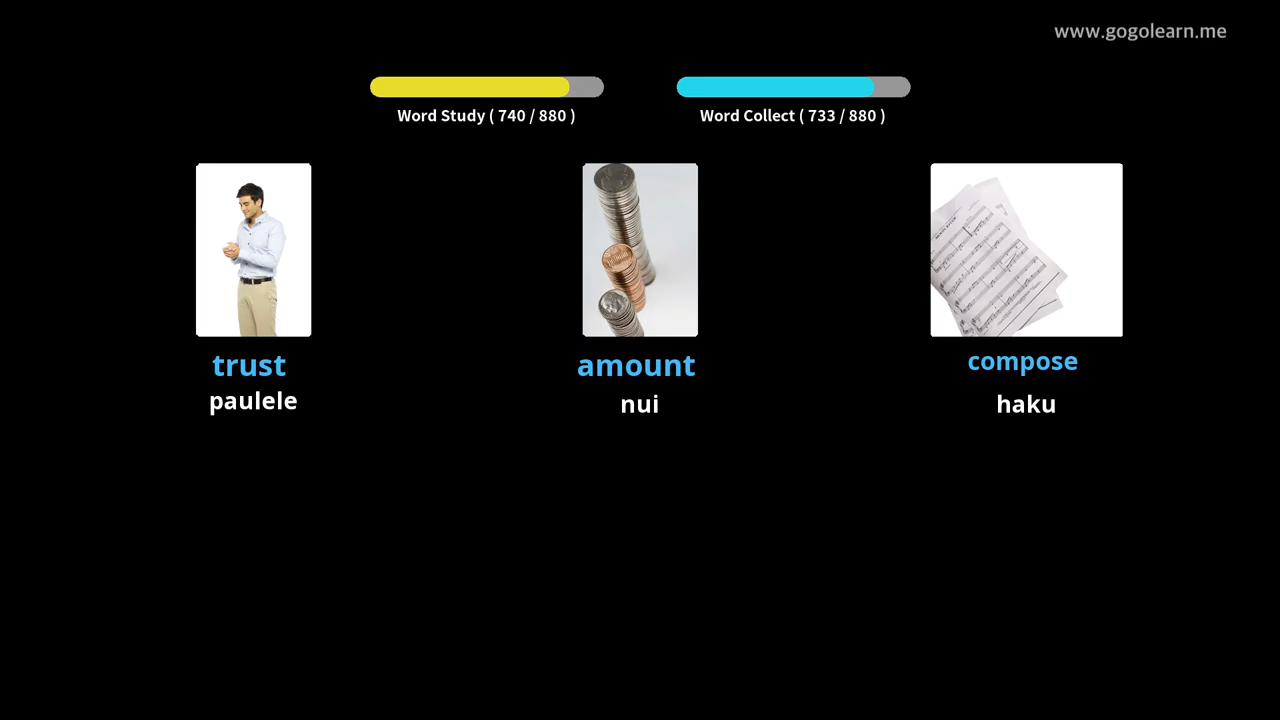 www.gogolearn.me
Word Study ( 740 / 880 )
Word Collect ( 733 / 880 )
trust
paulele
amount
nui
compose
haku